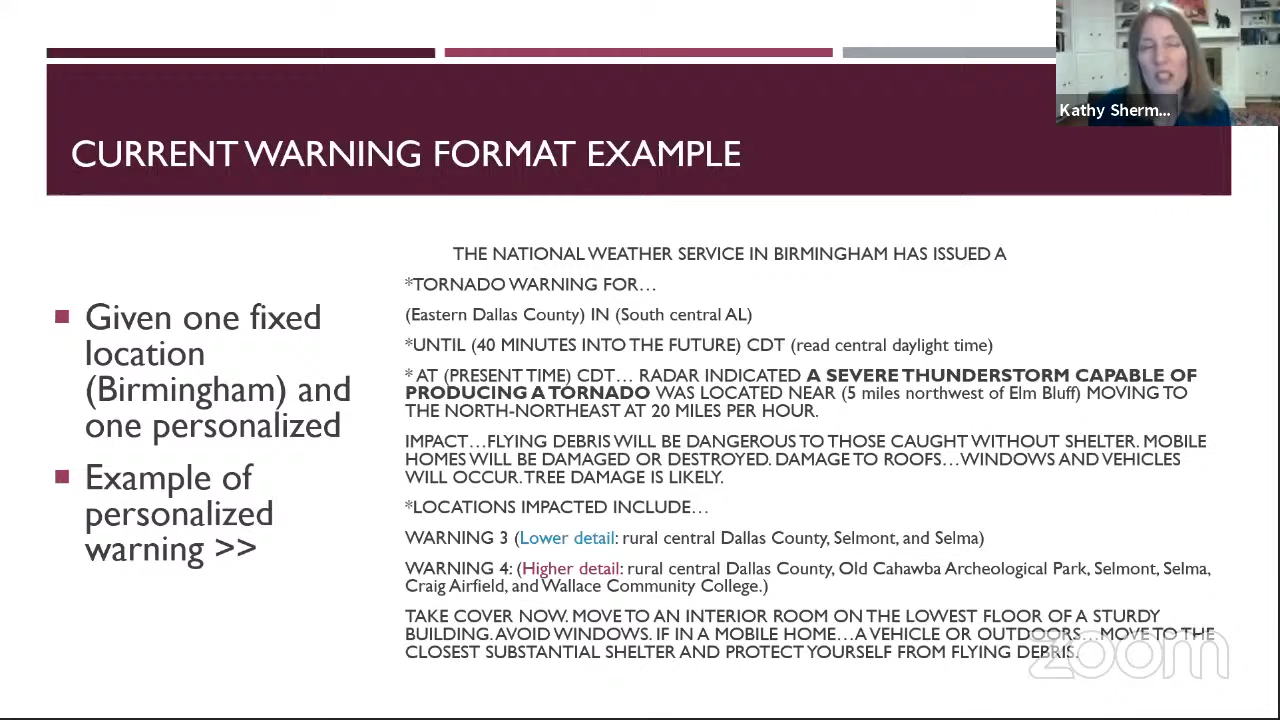 Kathy Sherm...
CURRENT WARNING FORMAT EXAMPLE
■ Given one fixed
location
(Birmingham) and
one personalized
■ Example of
personalized
warning >>
THE NATIONAL WEATHER SERVICE IN BIRMINGHAM HAS ISSUED A
*TORNADO WARNING FOR…
(Eastern Dallas County) IN (South central AL)
*UNTIL (40 MINUTES INTO THE FUTURE) CDT (read central daylight time)
* AT (PRESENT TIME) CDT… RADAR INDICATED A SEVERE THUNDERSTORM CAPABLE OF
PRODUCING A TORNADO WAS LOCATED NEAR (5 miles northwest of Elm Bluff) MOVING TO
THE NORTH-NORTHEAST AT 20 MILES PER HOUR.
IMPACT…FLYING DEBRIS WILL BE DANGEROUS TO THOSE CAUGHT WITHOUT SHELTER. MOBILE
HOMES WILL BE DAMAGED OR DESTROYED. DAMAGE TO ROOFS…WINDOWS AND VEHICLES
WILL OCCUR. TREE DAMAGE IS LIKELY.
*LOCATIONS IMPACTED INCLUDE…
WARNING 3 (Lower detail: rural central Dallas County, Selmont, and Selma)
WARNING 4: (Higher detail: rural central Dallas County, Old Cahawba Archeological Park, Selmont, Selma,
Craig Airfield, and Wallace Community College.)
TAKE COVER NOW. MOVE TO AN INTERIOR ROOM ON THE LOWEST FLOOR OF A STURDY
BUILDING. AVOID WINDOWS. IF IN A MOBILE HOME…A VEHICLE OR OUTDOORS…MOVE TO THE
CLOSEST SUBSTANTIAL SHELTER AND PROTECT YOURSELF FROM FLYING DEBRIS.
zoom